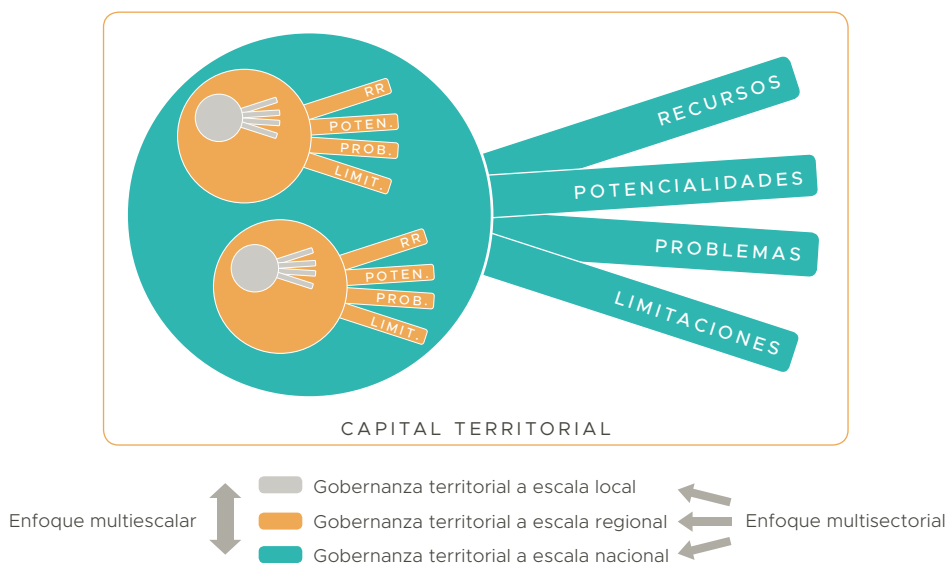 RECURSOS
POTENCIALIDADES
PROBLEMAS
LIMITACIONES
RR
POTEN.
PROB.
LIMIT.
RR
POTEN.
PROB.
LIMIT.
CAPITAL TERRITORIAL
Enfoque multiescalar
Gobernanza territorial a escala local
Gobernanza territorial a escala regional
Gobernanza territorial a escala nacional
Enfoque multisectorial